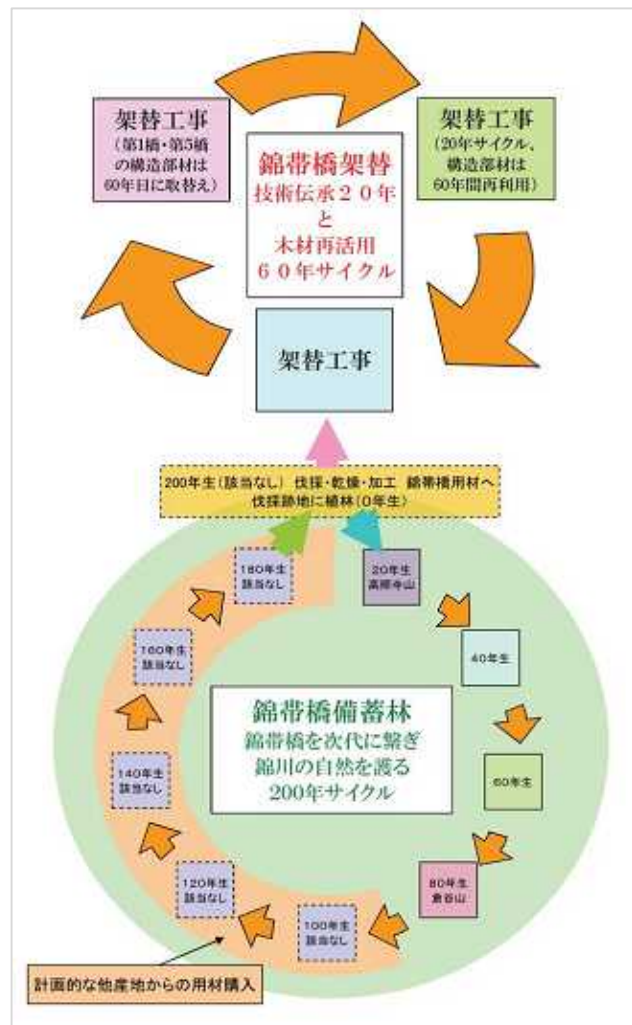 架替工事
(第1橋・第5橋
の構造部材は
60年目に取替え)
架替工事
(20年サイクル、
構造部材は
60年間再利用)
錦帯橋架替
技術伝承20年
と
木材再活用
60年サイクル
架替工事
200年生(該当なし) 伐採・乾燥・加工 錦帯橋用材へ
伐採跡地に植林(0年生)
20年生
高照寺山
40年生
60年生
80年生
倉谷山
100年生
該当なし
120年生
該当なし
140年生
該当なし
160年生
該当なし
180年生
該当なし
錦帯橋備蓄林
錦帯橋を次代に繋ぎ
錦川の自然を護る
200年サイクル
計画的な他産地からの用材購入